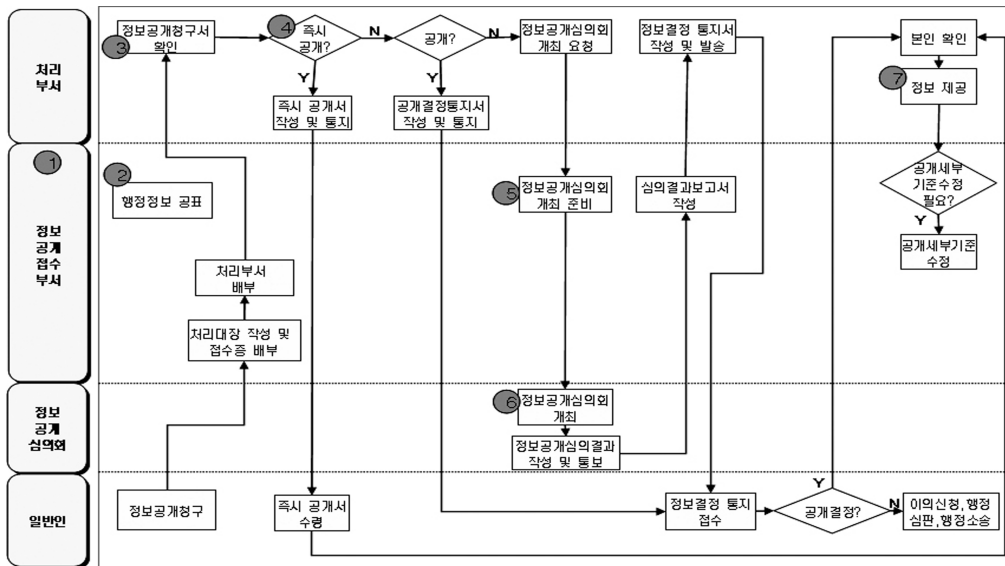 처리
부서
3
정보공개청구서
확인
4
즉시
공개?
N
공개?
N
정보공개심의회
개최 요청
정보결정 통지서
작성 및 발송
본인 확인
7
정보 제공
Y
즉시 공개서
작성 및 통지
Y
공개결정통지서
작성 및 통지
1
정보
공개
접수
부서
2
행정정보 공표
처리부서
배부
처리대장 작성 및
접수증 배부
5
정보공개심의회
개최 준비
심의결과보고서
작성
공개세부
기준수정
필요?
Y
공개세부기준
수정
정보
공개
심의회
6
정보공개심의회
개최
정보공개심의결과
작성 및 통보
일반인
정보공개청구
즉시 공개서
수령
정보결정 통지
접수
Y
공개결정?
N
이의신청,행정
심판,행정소송